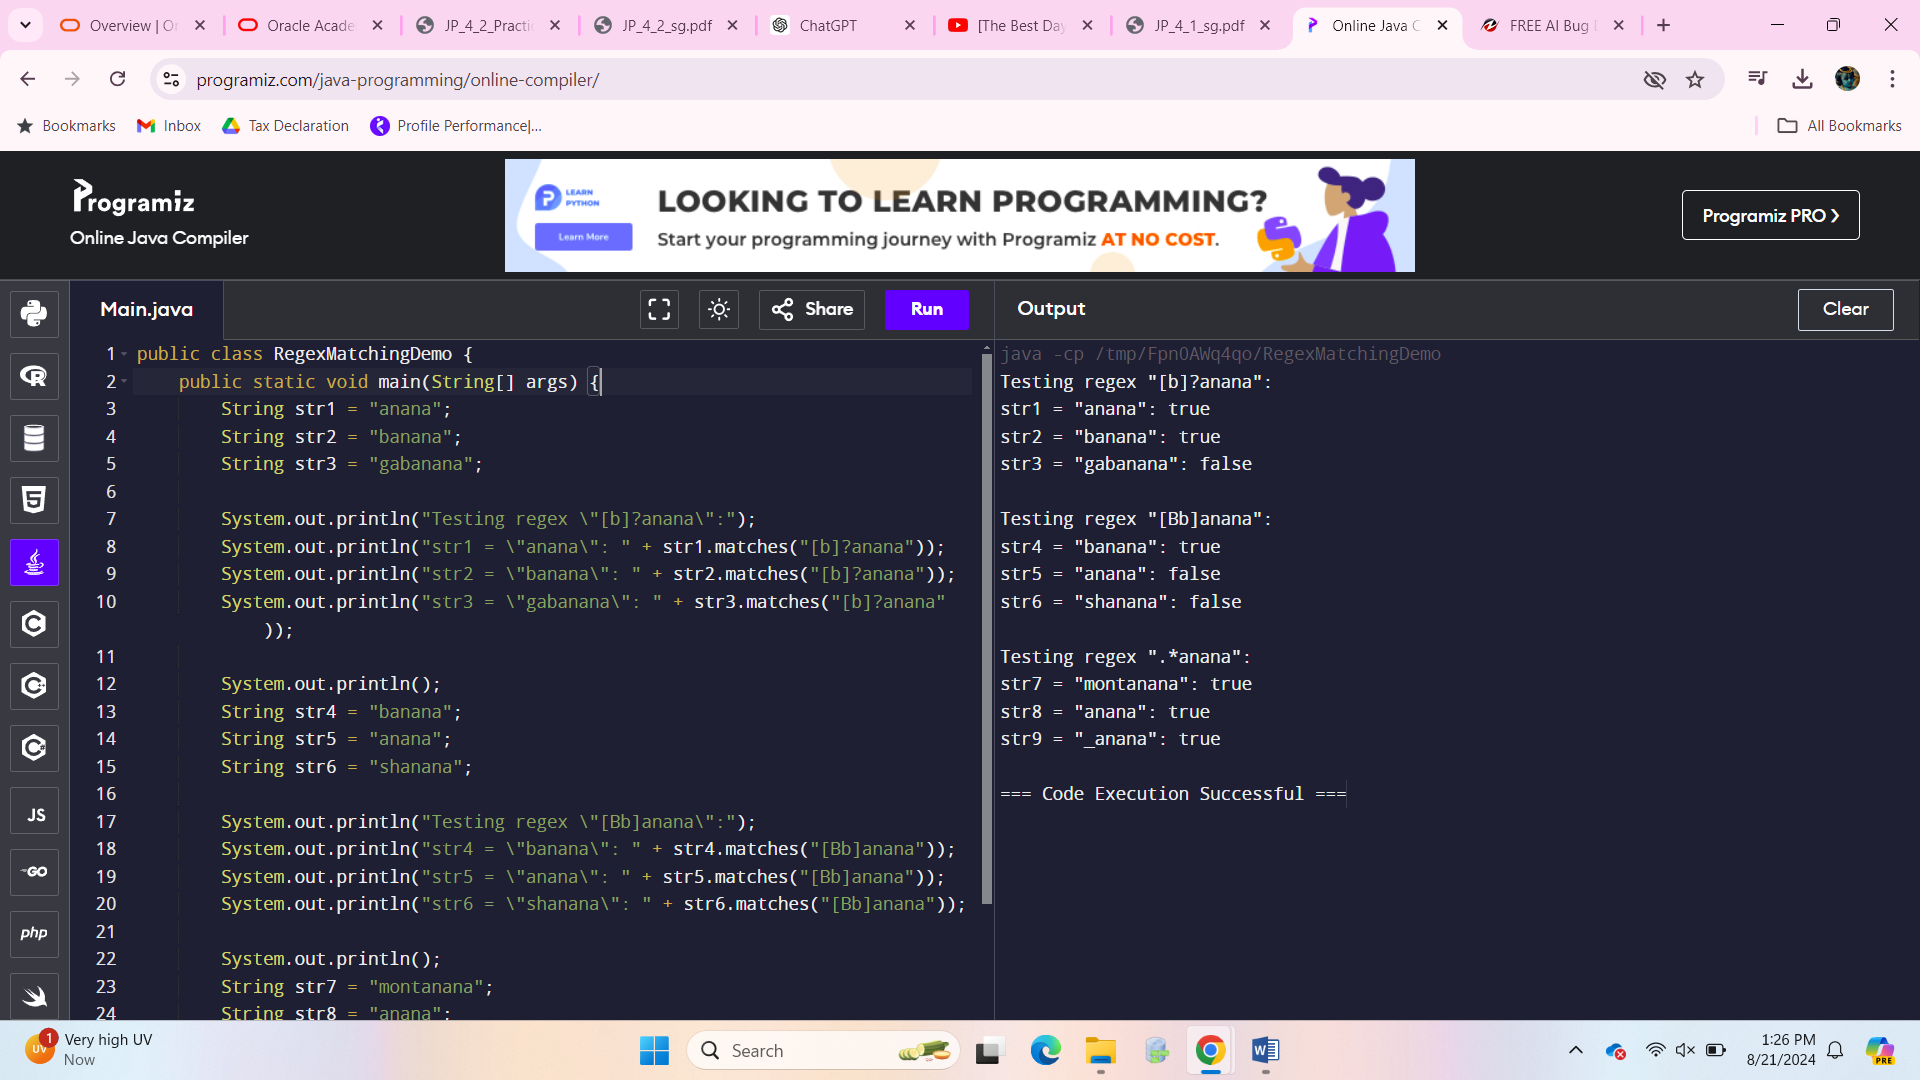 Overview | Or
Oracle Acade
JP_4_2_Practi
JP_4_2_sg.pdf
ChatGPT
[The Best Day
JP_4_1_sg.pdf
Online Java C
FREE AI Bug
programiz.com/java-programming/online-compiler/
Bookmarks
Inbox
Tax Declaration
Profile Performance|...
All Bookmarks
Programiz
Online Java Compiler
LEARN
PYTHON
Learn More
LOOKING TO LEARN PROGRAMMING?
Start your programming journey with Programiz AT NO COST.
Programiz PRO
Main.java
Share
Run
Output
Clear
1 public class RegexMatchingDemo {
2     public static void main(String[] args) {
3         String str1 = "anana";
4         String str2 = "banana";
5         String str3 = "gabanana";
6
7         System.out.println("Testing regex \"[b]?anana\":");
8         System.out.println("str1 = \"anana\": " + str1.matches("[b]?anana"));
9         System.out.println("str2 = \"banana\": " + str2.matches("[b]?anana"));
10         System.out.println("str3 = \"gabanana\": " + str3.matches("[b]?anana"
            ));
11
12         System.out.println();
13         String str4 = "banana";
14         String str5 = "anana";
15         String str6 = "shanana";
16
17         System.out.println("Testing regex \"[Bb]anana\":");
18         System.out.println("str4 = \"banana\": " + str4.matches("[Bb]anana"));
19         System.out.println("str5 = \"anana\": " + str5.matches("[Bb]anana"));
20         System.out.println("str6 = \"shanana\": " + str6.matches("[Bb]anana"));
21
22         System.out.println();
23         String str7 = "montanana";
24         String str8 = "anana";
java -cp /tmp/Fpn0AWq4qo/RegexMatchingDemo
Testing regex "[b]?anana":
str1 = "anana": true
str2 = "banana": true
str3 = "gabanana": false
Testing regex "[Bb]anana":
str4 = "banana": true
str5 = "anana": false
str6 = "shanana": false
Testing regex ".*anana":
str7 = "montanana": true
str8 = "anana": true
str9 = "_anana": true
=== Code Execution Successful ===
JS
GO
php
UV
1
Very high UV
Now
Search
1:26 PM
8/21/2024
PRE